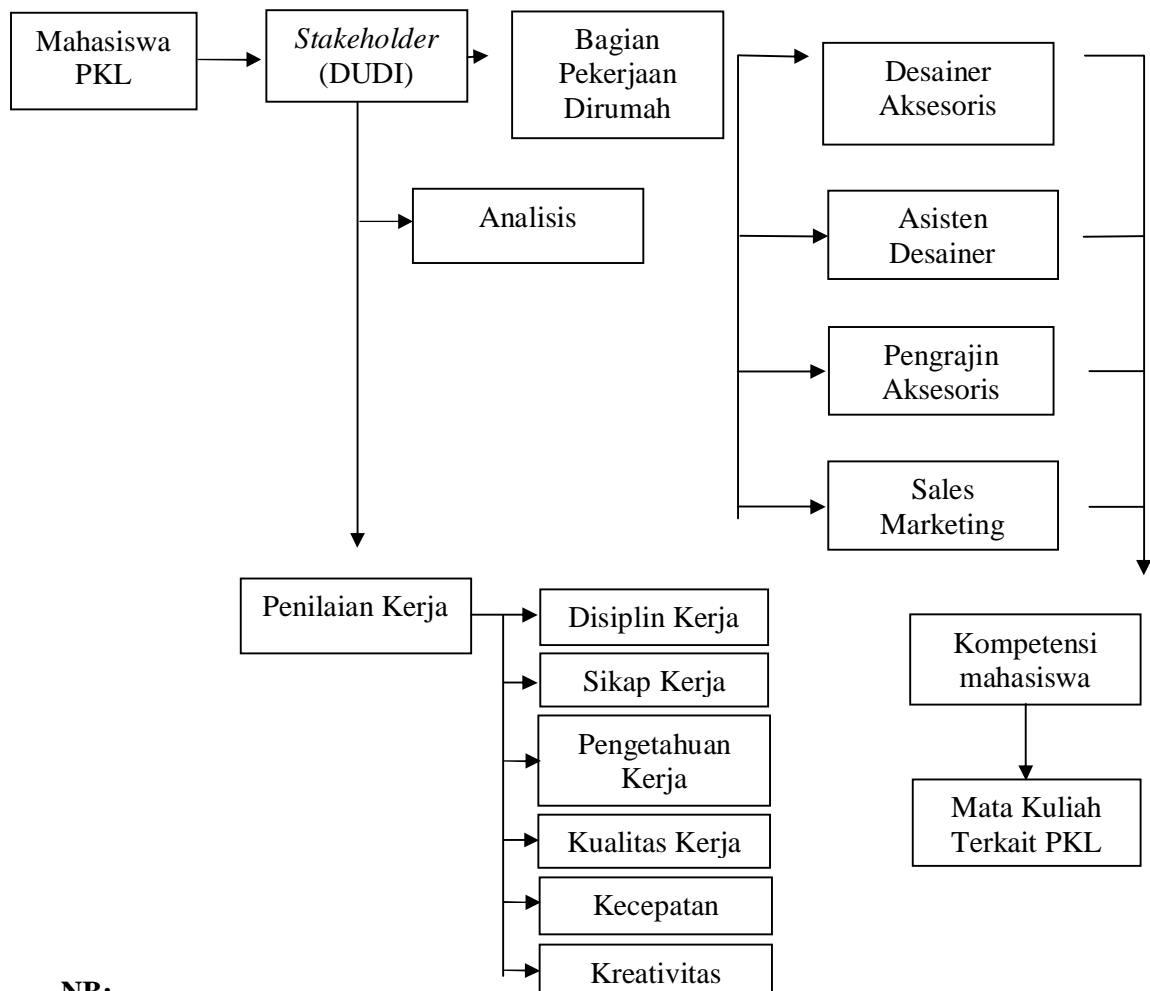 Mahasiswa
PKL
Stakeholder
(DUDI)
Bagian
Pekerjaan
Dirumah
Desainer
Aksesoris
Analisis
Asisten
Desainer
Pengrajin
Aksesoris
Sales
Marketing
Penilaian Kerja
Disiplin Kerja
Sikap Kerja
Pengetahuan
Kerja
Kualitas Kerja
Kecepatan
Kreativitas
Kompetensi
mahasiswa
Mata Kuliah
Terkait PKL
NB: